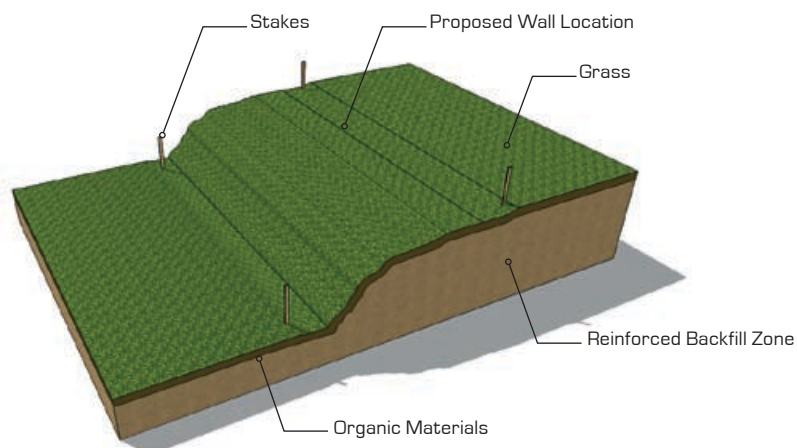 Stakes
Proposed Wall Location
Grass
Reinforced Backfill Zone
Organic Materials